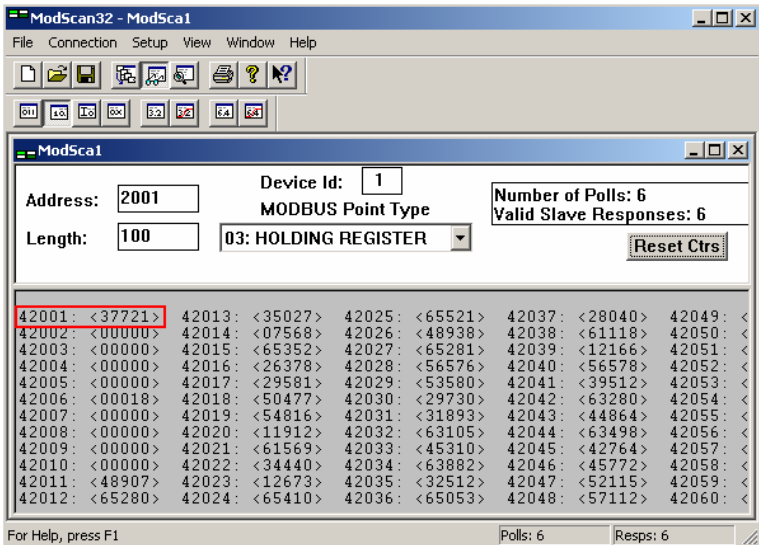 ModScan32 - ModSca1
File Connection Setup View Window Help
ModSca1
Address: 2001
Device Id: 1
MODBUS Point Type
Length: 100
03: HOLDING REGISTER
Number of Polls: 6
Valid Slave Responses: 6
Reset Ctrs
42001: <37721> 42013: <35027> 42025: <65521> 42037: <28040> 42049: <
42002: <00000> 42014: <07568> 42026: <48938> 42038: <61118> 42050: <
42003: <00000> 42015: <65352> 42027: <65281> 42039: <12166> 42051: <
42004: <00000> 42016: <26378> 42028: <56576> 42040: <56578> 42052: <
42005: <00000> 42017: <29581> 42029: <53580> 42041: <39512> 42053: <
42006: <00018> 42018: <50477> 42030: <29730> 42042: <63280> 42054: <
42007: <00000> 42019: <54816> 42031: <31893> 42043: <44864> 42055: <
42008: <00000> 42020: <11912> 42032: <63105> 42044: <63498> 42056: <
42009: <00000> 42021: <61569> 42033: <45310> 42045: <42764> 42057: <
42010: <00000> 42022: <34440> 42034: <63882> 42046: <45772> 42058: <
42011: <48907> 42023: <12673> 42035: <32512> 42047: <52115> 42059: <
42012: <65280> 42024: <65410> 42036: <65053> 42048: <57112> 42060: <
For Help, press F1
Polls: 6
Resps: 6